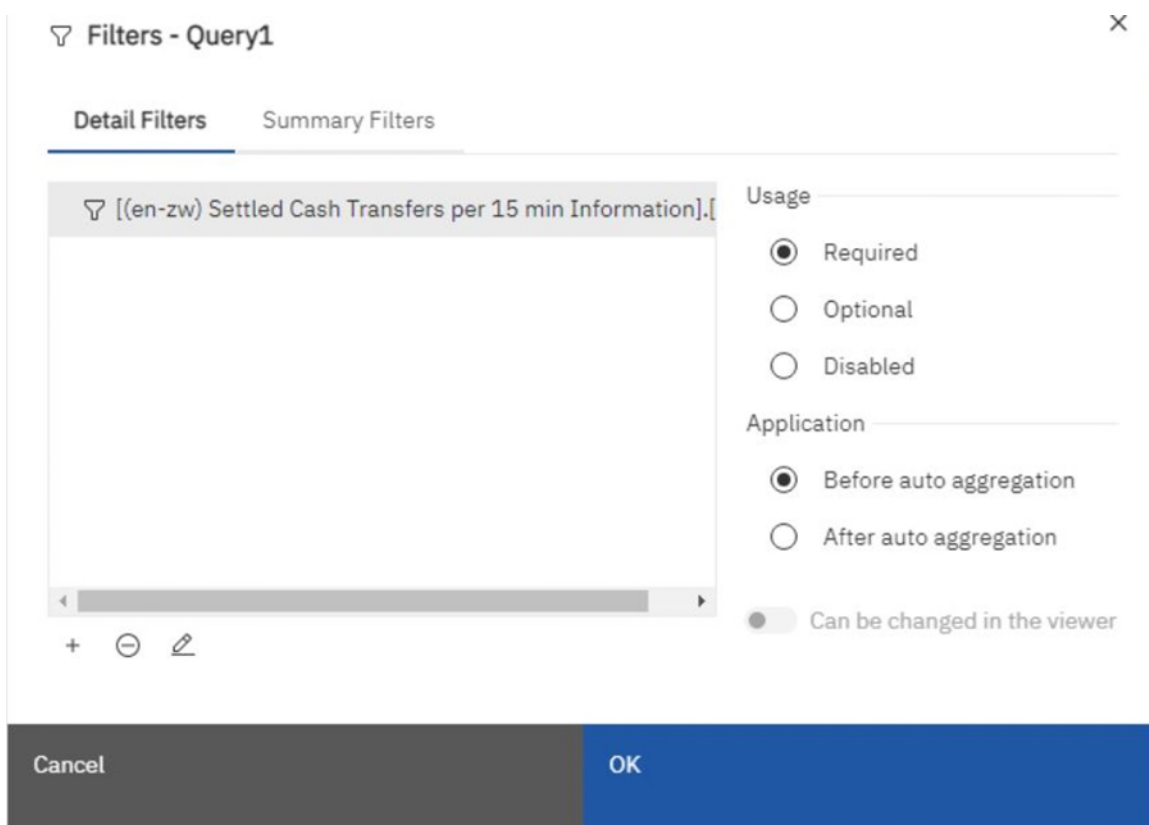 Filters - Query1
Detail Filters Summary Filters
[(en-zw) Settled Cash Transfers per 15 min Information].[
Usage
Required
Optional
Disabled
Application
Before auto aggregation
After auto aggregation
Can be changed in the viewer
Cancel OK